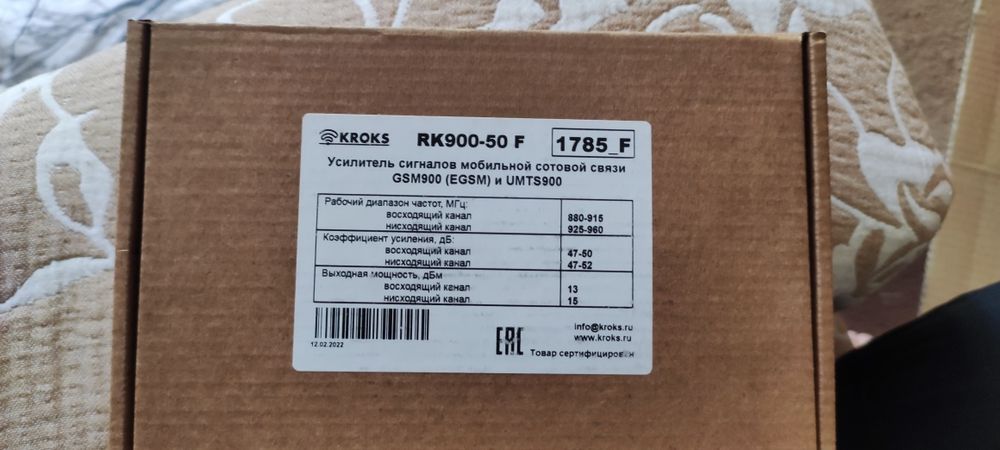 KROKS RK900-50 F 1785_F
Усилитель сигналов мобильной сотовой связи
GSM900 (EGSM) и UMTS900
Рабочий диапазон частот, МГц:
восходящий канал 880-915
нисходящий канал 925-960
Коэффициент усиления, дБ:
восходящий канал 47-50
нисходящий канал 47-52
Выходная мощность, дБм
восходящий канал 13
нисходящий канал 15
12.02.2022
EAC
info@kroks.ru
www.kroks.ru
Товар сертифицирован